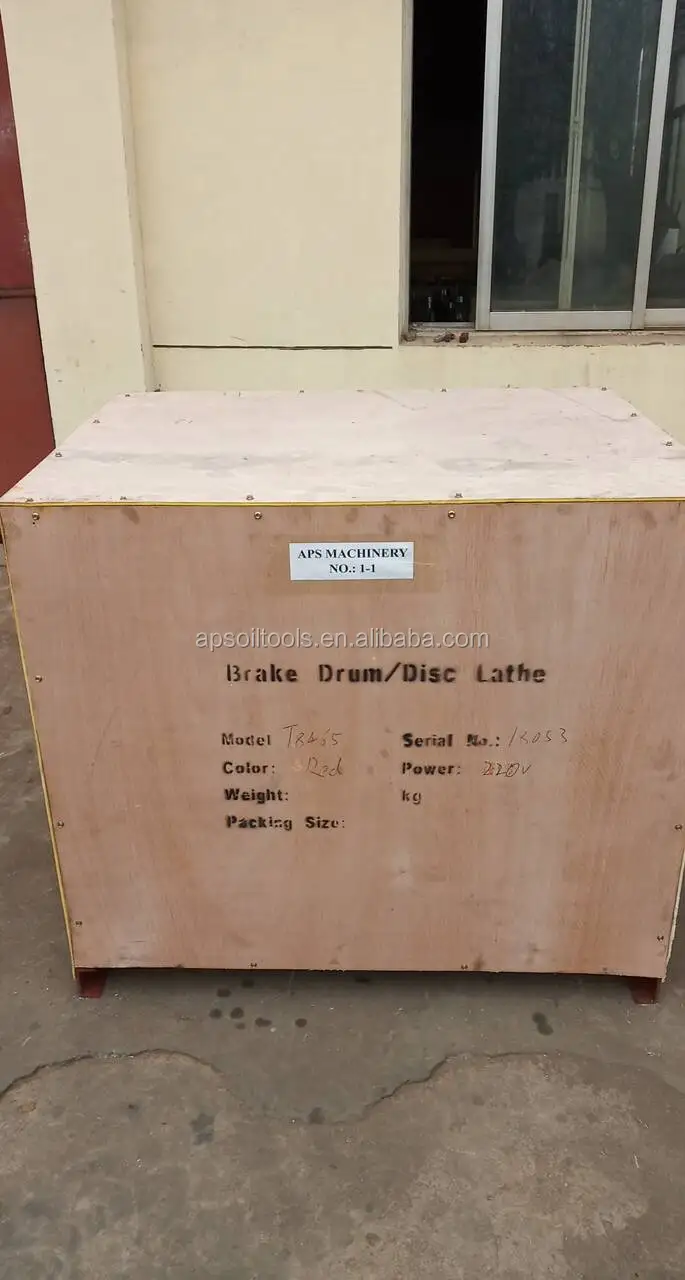 APS MACHINERY
NO.: 1-1
apsoiltools.en.alibaba.com
Brake Drum/Disc Lathe
Model Serial No.:
Color: Red Power: 220V
Weight: kg
Packing Size: